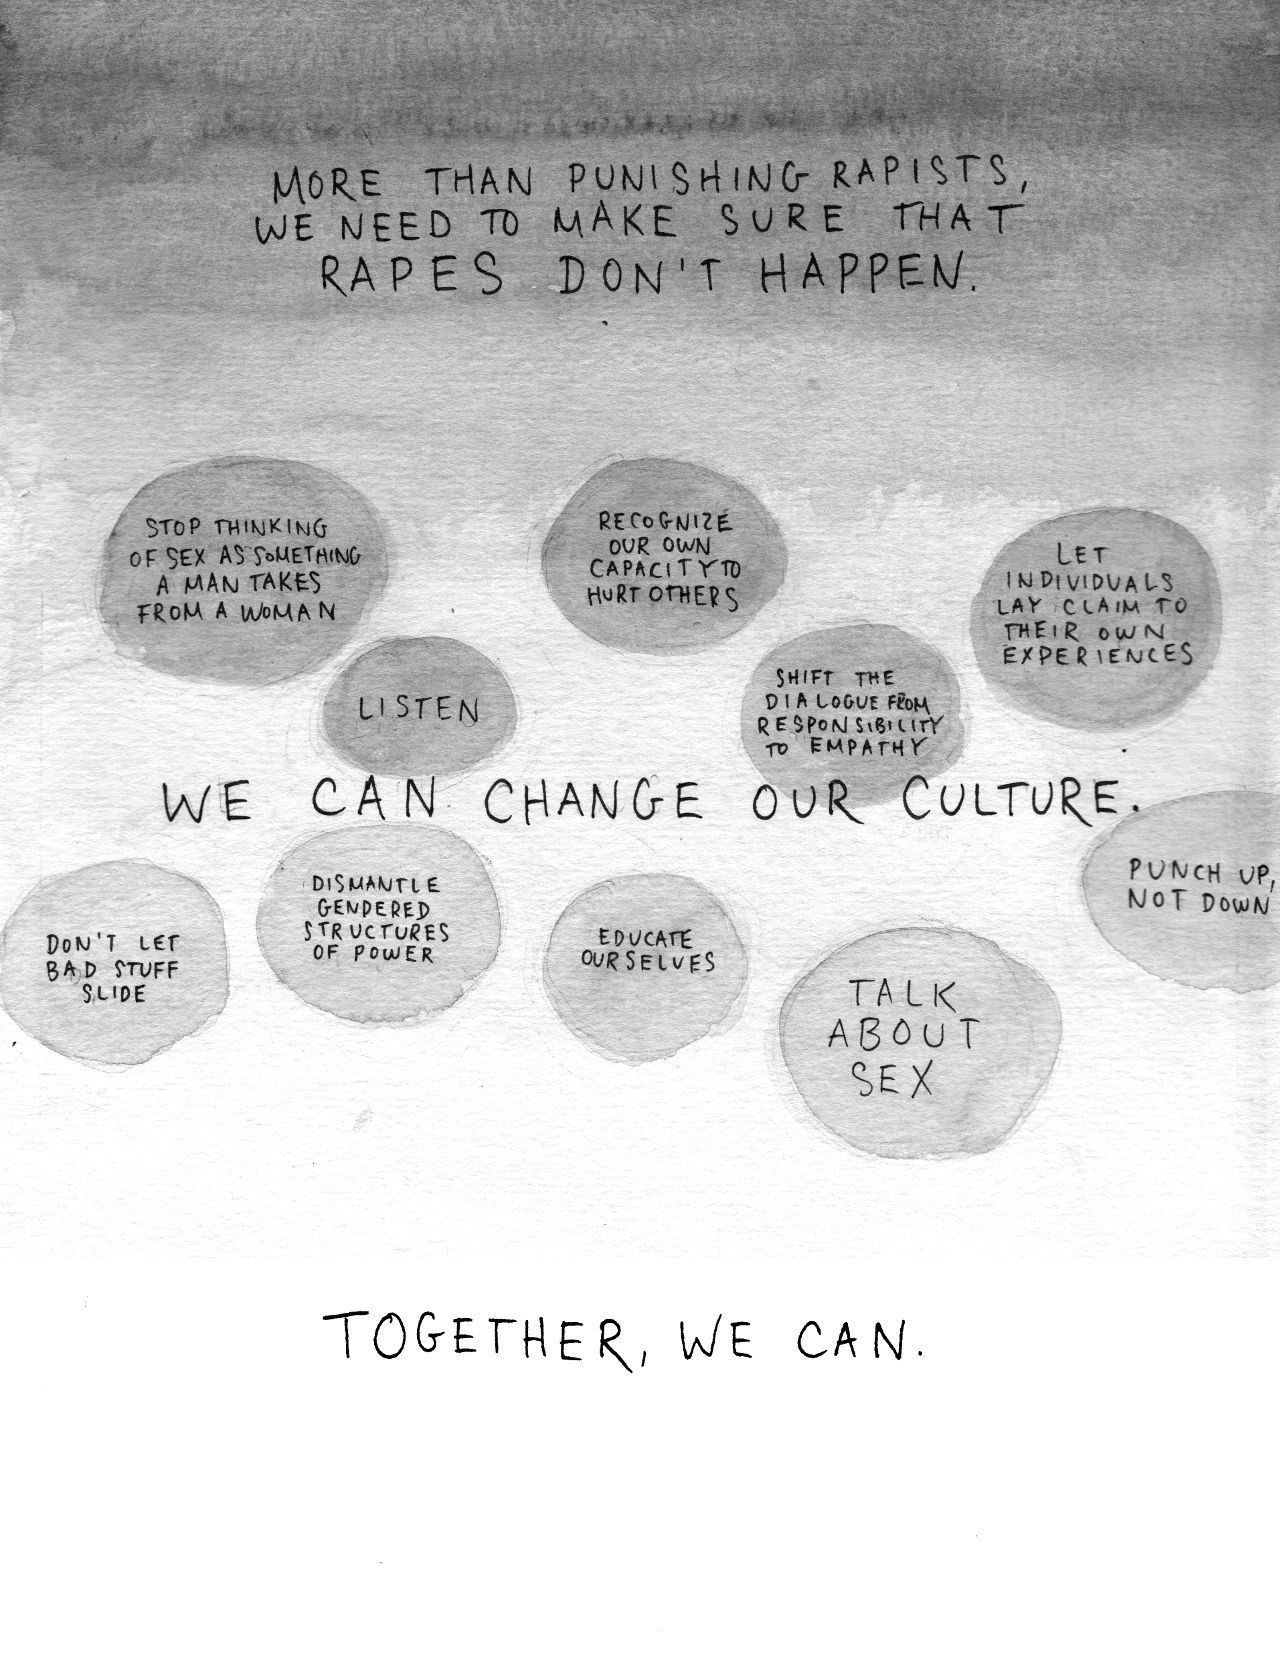 MORE THAN PUNISHING RAPISTS,
WE NEED TO MAKE SURE THAT
RAPES DON'T HAPPEN.
STOP THINKING
OF SEX AS SOMETHING
A MAN TAKES
FROM A WOMAN
RECOGNIZE
OUR OWN
CAPACITY TO
HURT OTHERS
LET
INDIVIDUALS
LAY CLAIM TO
THEIR OWN
EXPERIENCES
LISTEN
SHIFT THE
DIALOGUE FROM
RESPONSIBILITY
TO EMPATHY
WE CAN CHANGE OUR CULTURE.
DON'T LET
BAD STUFF
SLIDE
DISMANTLE
GENDERED
STRUCTURES
OF POWER
EDUCATE
OURSELVES
TALK
ABOUT
SEX
PUNCH UP,
NOT DOWN
TOGETHER, WE CAN.